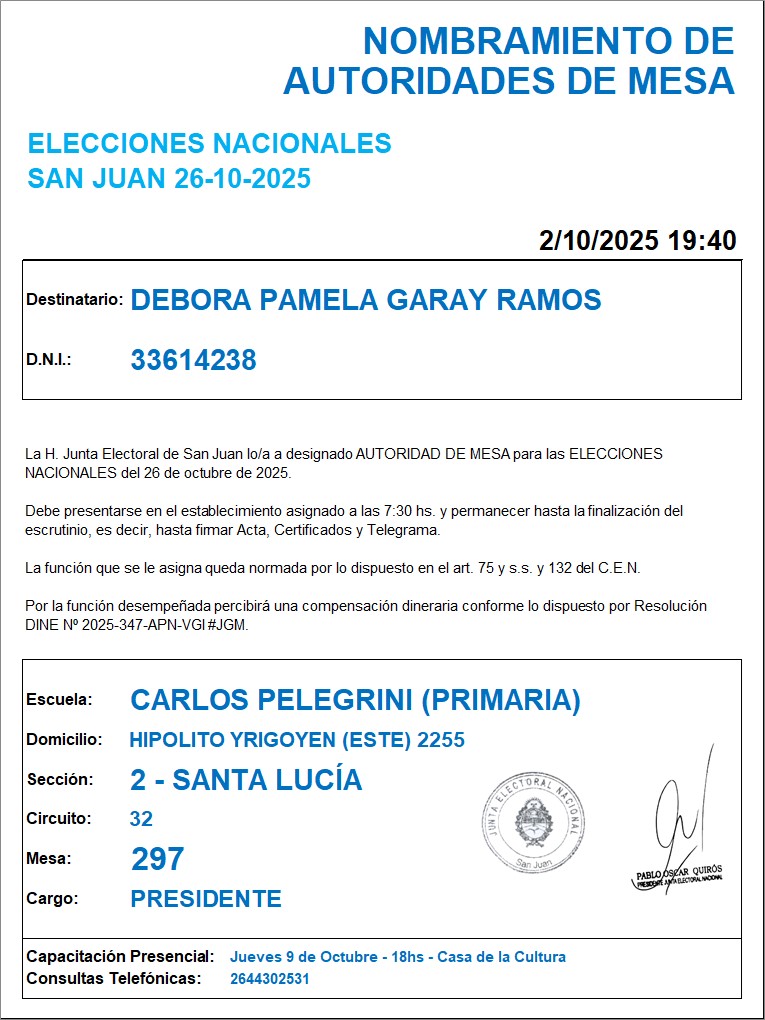 NOMBRAMIENTO DE
AUTORIDADES DE MESA
ELECCIONES NACIONALES
SAN JUAN 26-10-2025
2/10/2025 19:40
Destinatario: DEBORA PAMELA GARAY RAMOS
D.N.I.: 33614238
La H. Junta Electoral de San Juan lo/a a designado AUTORIDAD DE MESA para las ELECCIONES
NACIONALES del 26 de octubre de 2025.
Debe presentarse en el establecimiento asignado a las 7:30 hs. y permanecer hasta la finalización del
escrutinio, es decir, hasta firmar Acta, Certificados y Telegrama.
La función que se le asigna queda normada por lo dispuesto en el art. 75 y s.s. y 132 del C.E.N.
Por la función desempeñada percibirá una compensación dineraria conforme lo dispuesto por Resolución
DINE Nº 2025-347-APN-VGI#JGM.
Escuela: CARLOS PELEGRINI (PRIMARIA)
Domicilio: HIPOLITO YRIGOYEN (ESTE) 2255
Sección: 2 - SANTA LUCÍA
Circuito: 32
Mesa: 297
Cargo: PRESIDENTE
JUNTA ELECTORAL NACIONAL
San Juan
PABLO OSCAR QUIRÓS
PRESIDENTE JUNTA ELECTORAL NACIONAL
Capacitación Presencial: Jueves 9 de Octubre - 18hs - Casa de la Cultura
Consultas Telefónicas: 2644302531